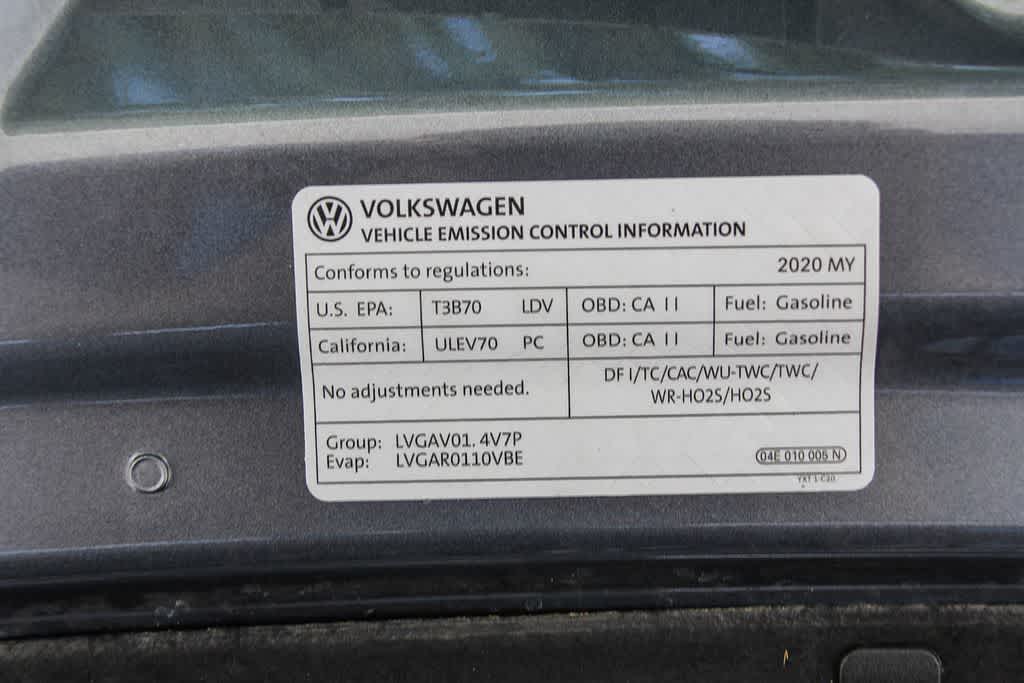 VOLKSWAGEN
VEHICLE EMISSION CONTROL INFORMATION
Conforms to regulations: 2020 MY
U.S. EPA: T3B70 LDV OBD: CA II Fuel: Gasoline
California: ULEV70 PC OBD: CA II Fuel: Gasoline
No adjustments needed.
DFI/TC/CAC/WU-TWC/TWC/
WR-HO2S/HO2S
Group: LVGAV01.4V7P
Evap: LVGAR0110VBE
04E 010 005 N